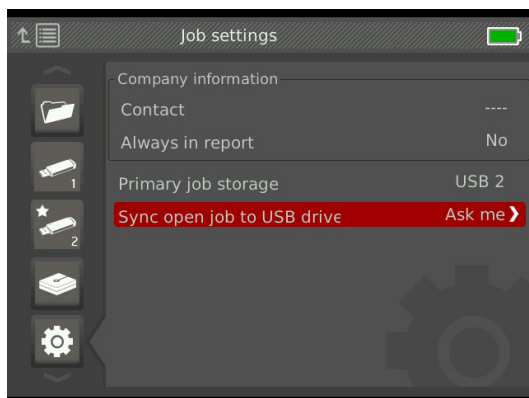 Job settings
Company information
Contact ----
Always in report No
1
Primary job storage USB 2
Sync open job to USB drive Ask me
2